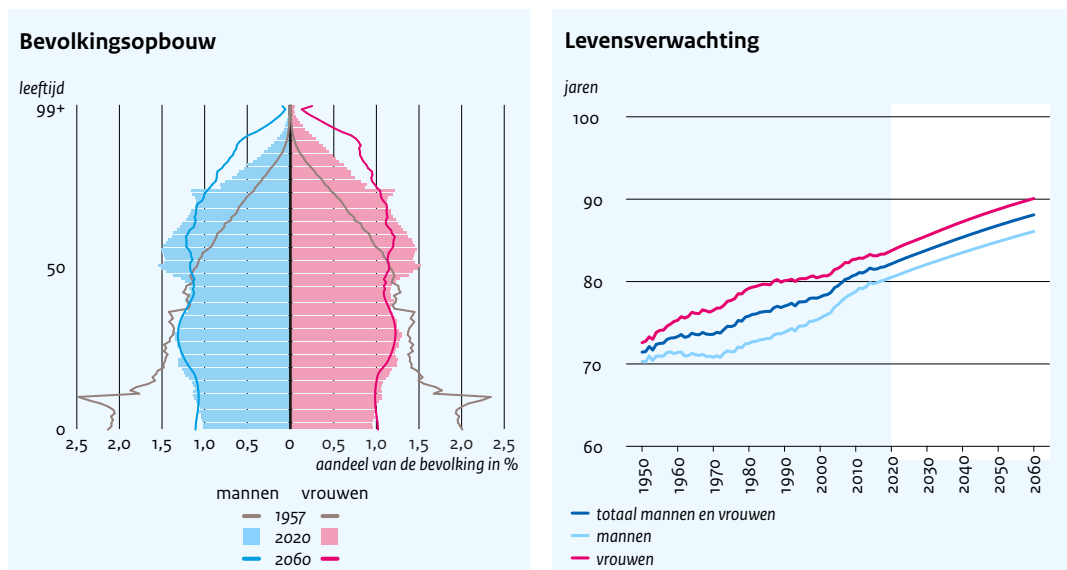 Bevolkingsopbouw
leeftijd
99+
50
0
2,5 2,0 1,5 1,0 0,5 0 0,5 1,0 1,5 2,0 2,5
aandeel van de bevolking in %
mannen vrouwen
1957
2020
2060
Levensverwachting
jaren
100
90
80
70
60
1950 1960 1970 1980 1990 2000 2010 2020 2030 2040 2050 2060
totaal mannen en vrouwen
mannen
vrouwen